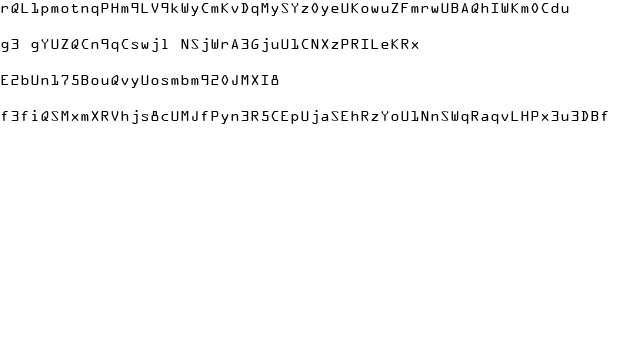 rQL1pmotnqPHm9LV9kWyCmKvDqMySYz0yeUKowuZFmrwUBAQhIWKm0Cdu
g3 gYUZQCn9qCswjl NSjWrA3GjuU1CNXzPRILeKRx
E2bUn175BouQvyUosmbm920JMXI8
f3fiQSMxmXRVhjs8cUMJfPyn3R5CEpUjaSEhRzYoU1NnSWqRaqvLHPx3u3DBf